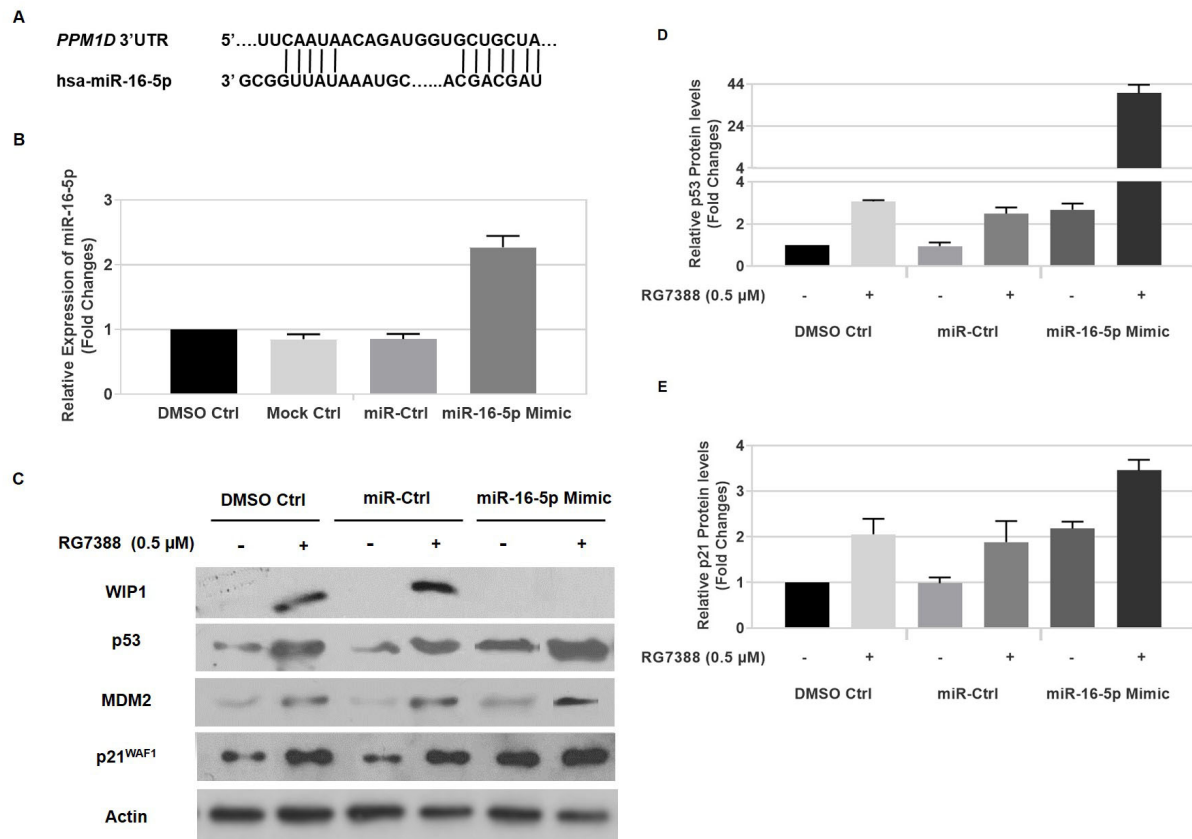 A
PPM1D 3’UTR 5’....UUCAAUAACAGAUGGUGCUGCUA...
hsa-miR-16-5p 3’ GCGGUUAUAAAUGC......ACGACGAU
B
Relative Expression of miR-16-5p
(Fold Changes)
3
2
1
0
DMSO Ctrl Mock Ctrl miR-Ctrl miR-16-5p Mimic
C
DMSO Ctrl miR-Ctrl miR-16-5p Mimic
RG7388 (0.5 µM) - + - + - +
WIP1
p53
MDM2
p21WAF1
Actin
D
Relative p53 Protein levels
(Fold Changes)
44
24
4
4
2
0
RG7388 (0.5 µM) - + - + - +
DMSO Ctrl miR-Ctrl miR-16-5p Mimic
E
Relative p21 Protein levels
(Fold Changes)
4
3
2
1
0
RG7388 (0.5 µM) - + - + - +
DMSO Ctrl miR-Ctrl miR-16-5p Mimic